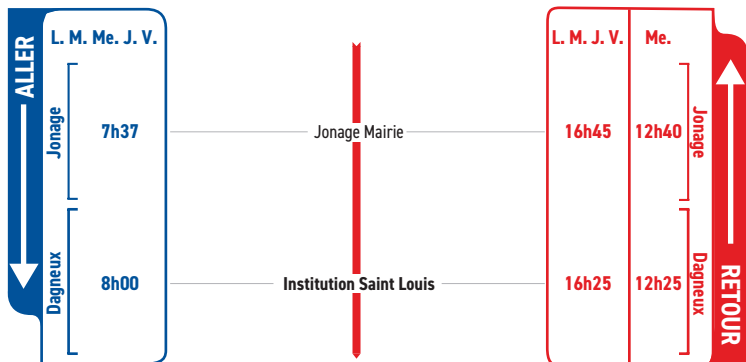 ALLER
L. M. Me. J. V.
L. M. J. V.
Me.
Jonage
7h37
Jonage Mairie
16h45
12h40
Jonage
Dagneux
8h00
Institution Saint Louis
16h25
12h25
Dagneux
RETOUR